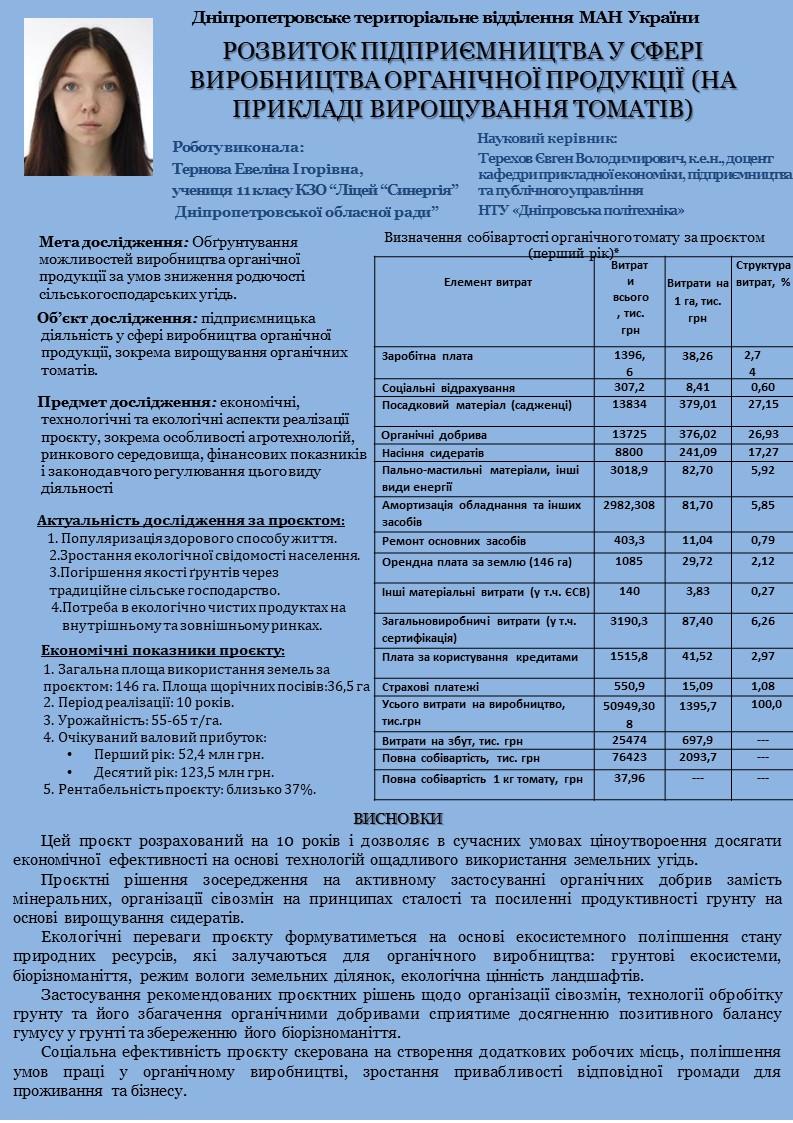 Дніпропетровське територіальне відділення МАН України
РОЗВИТОК ПІДПРИЄМНИЦТВА У СФЕРІ
ВИРОБНИЦТВА ОРГАНІЧНОЇ ПРОДУКЦІЇ (НА
ПРИКЛАДІ ВИРОЩУВАННЯ ТОМАТІВ)
Роботу виконала:
Тернова Евеліна Ігорівна,
учениця 11 класу КЗО “Ліцей “Синергія”
Дніпропетровської обласної ради”
Науковий керівник:
Терехов Євген Володимирович, к.е.н., доцент
кафедри прикладної економіки, підприємництва
та публічного управління
НТУ «Дніпровська політехніка»
Мета дослідження: Обґрунтування
можливостей виробництва органічної
продукції за умов зниження родючості
сільськогосподарських угідь.
Об’єкт дослідження: підприємницька
діяльність у сфері виробництва органічної
продукції, зокрема вирощування органічних
томатів.
Предмет дослідження: економічні,
технологічні та екологічні аспекти реалізації
проєкту, зокрема особливості агротехнологій,
ринкового середовища, фінансових показників
і законодавчого регулювання цього виду
діяльності
Актуальність дослідження за проєктом:
1. Популяризація здорового способу життя.
2.Зростання екологічної свідомості населення.
3.Погіршення якості ґрунтів через
традиційне сільське господарство.
4.Потреба в екологічно чистих продуктах на
внутрішньому та зовнішньому ринках.
Економічні показники проєкту:
1. Загальна площа використання земель за
проєктом: 146 га. Площа щорічних посівів:36,5 га
2. Період реалізації: 10 років.
3. Урожайність: 55-65 т/га.
4. Очікуваний валовий прибуток:
• Перший рік: 52,4 млн грн.
• Десятий рік: 123,5 млн грн.
5. Рентабельність проєкту: близько 37%.
Визначення собівартості органічного томату за проєктом
(перший рік)*
Елемент витрат
Витрат
и
всього
, тис.
грн
Витрати на
1 га, тис.
грн
Структура
витрат, %
Заробітна плата 1396, 38,26 2,7
6 4
Соціальні відрахування 307,2 8,41 0,60
Посадковий матеріал (садженці) 13834 379,01 27,15
Органічні добрива 13725 376,02 26,93
Насіння сидератів 8800 241,09 17,27
Пально-мастильні матеріали, інші 3018,9 82,70 5,92
види енергії
Амортизація обладнання та інших 2982,308 81,70 5,85
засобів
Ремонт основних засобів 403,3 11,04 0,79
Орендна плата за землю (146 га) 1085 29,72 2,12
Інші матеріальні витрати (у т.ч. ЄСВ) 140 3,83 0,27
Загальновиробничі витрати (у т.ч. 3190,3 87,40 6,26
сертифікація)
Плата за користування кредитами 1515,8 41,52 2,97
Страхові платежі 550,9 15,09 1,08
Усього витрати на виробництво, 50949,30 1395,7 100,0
тис.грн 8
Витрати на збут, тис. грн 25474 697,9 ---
Повна собівартість, тис. грн 76423 2093,7 ---
Повна собівартість 1 кг томату, грн 37,96 --- ---
ВИСНОВКИ
Цей проєкт розрахований на 10 років і дозволяє в сучасних умовах ціноутвороення досягати
економічної ефективності на основі технологій ощадливого використання земельних угідь.
Проєктні рішення зосередження на активному застосуванні органічних добрив замість
мінеральних, організації сівозмін на принципах сталості та посиленні продуктивності грунту на
основі вирощування сидератів.
Екологічні переваги проєкту формуватиметься на основі екосистемного поліпшення стану
природних ресурсів, які залучаються для органічного виробництва: грунтові екосистеми,
біорізноманіття, режим вологи земельних ділянок, екологічна цінність ландшафтів.
Застосування рекомендованих проєктних рішень щодо організації сівозмін, технології обробітку
грунту та його збагачення органічними добривами сприятиме досягненню позитивного балансу
гумусу у грунті та збереженню його біорізноманіття.
Соціальна ефективність проєкту скерована на створення додаткових робочих місць, поліпшення
умов праці у органічному виробництві, зростання привабливості відповідної громади для
проживання та бізнесу.